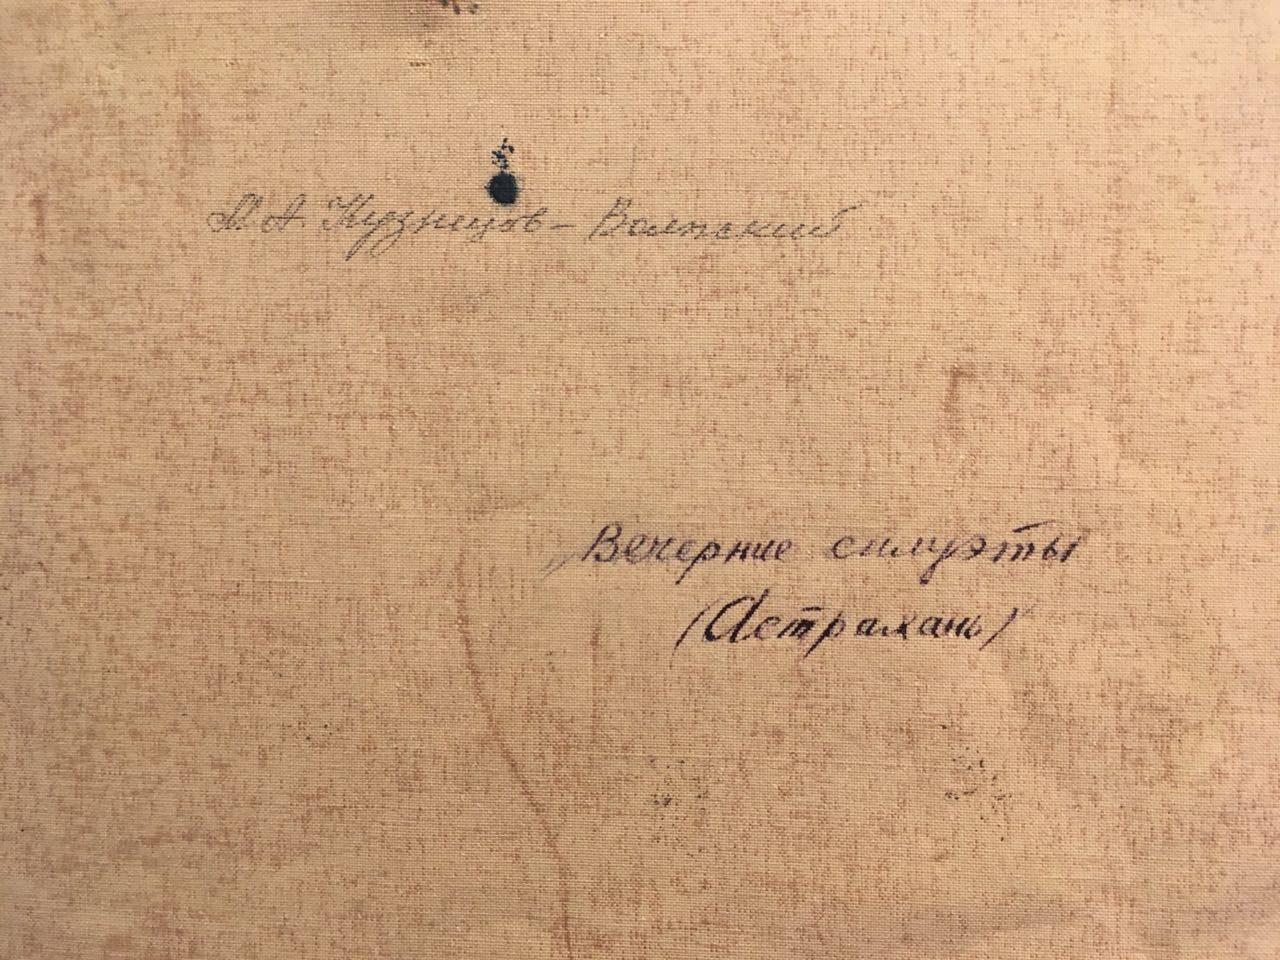 М. А. Кузнецов-Волжский
Вечерние силуэты
(Астрахань)